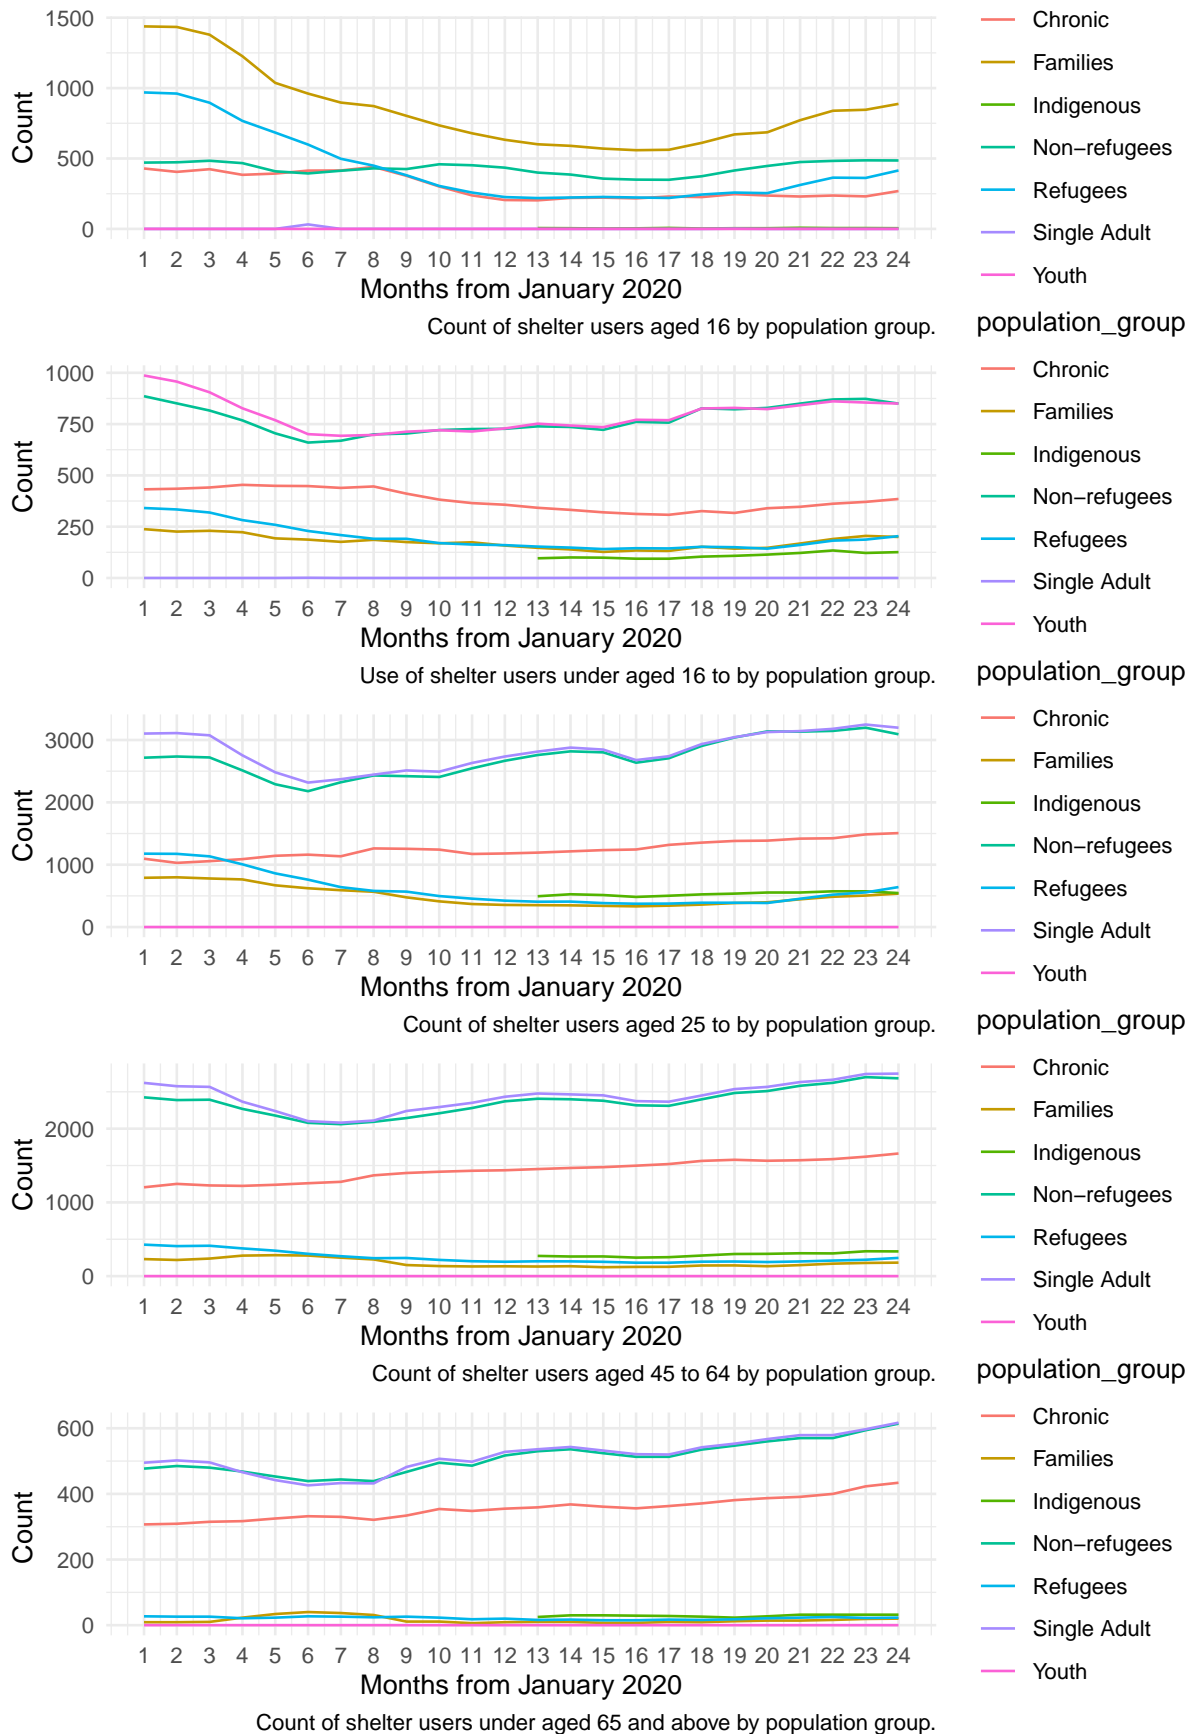 1500
1000
500
0
Count
1 2 3 4 5 6 7 8 9 10 11 12 13 14 15 16 17 18 19 20 21 22 23 24
Months from January 2020
Count of shelter users aged 16 by population group.
Chronic
Families
Indigenous
Non−refugees
Refugees
Single Adult
Youth
population_group
1000
750
500
250
0
Count
1 2 3 4 5 6 7 8 9 10 11 12 13 14 15 16 17 18 19 20 21 22 23 24
Months from January 2020
Use of shelter users under aged 16 to by population group.
Chronic
Families
Indigenous
Non−refugees
Refugees
Single Adult
Youth
population_group
3000
2000
1000
0
Count
1 2 3 4 5 6 7 8 9 10 11 12 13 14 15 16 17 18 19 20 21 22 23 24
Months from January 2020
Count of shelter users aged 25 to by population group.
Chronic
Families
Indigenous
Non−refugees
Refugees
Single Adult
Youth
population_group
2000
1000
0
Count
1 2 3 4 5 6 7 8 9 10 11 12 13 14 15 16 17 18 19 20 21 22 23 24
Months from January 2020
Count of shelter users aged 45 to 64 by population group.
Chronic
Families
Indigenous
Non−refugees
Refugees
Single Adult
Youth
population_group
600
400
200
0
Count
1 2 3 4 5 6 7 8 9 10 11 12 13 14 15 16 17 18 19 20 21 22 23 24
Months from January 2020
Count of shelter users under aged 65 and above by population group.
Chronic
Families
Indigenous
Non−refugees
Refugees
Single Adult
Youth